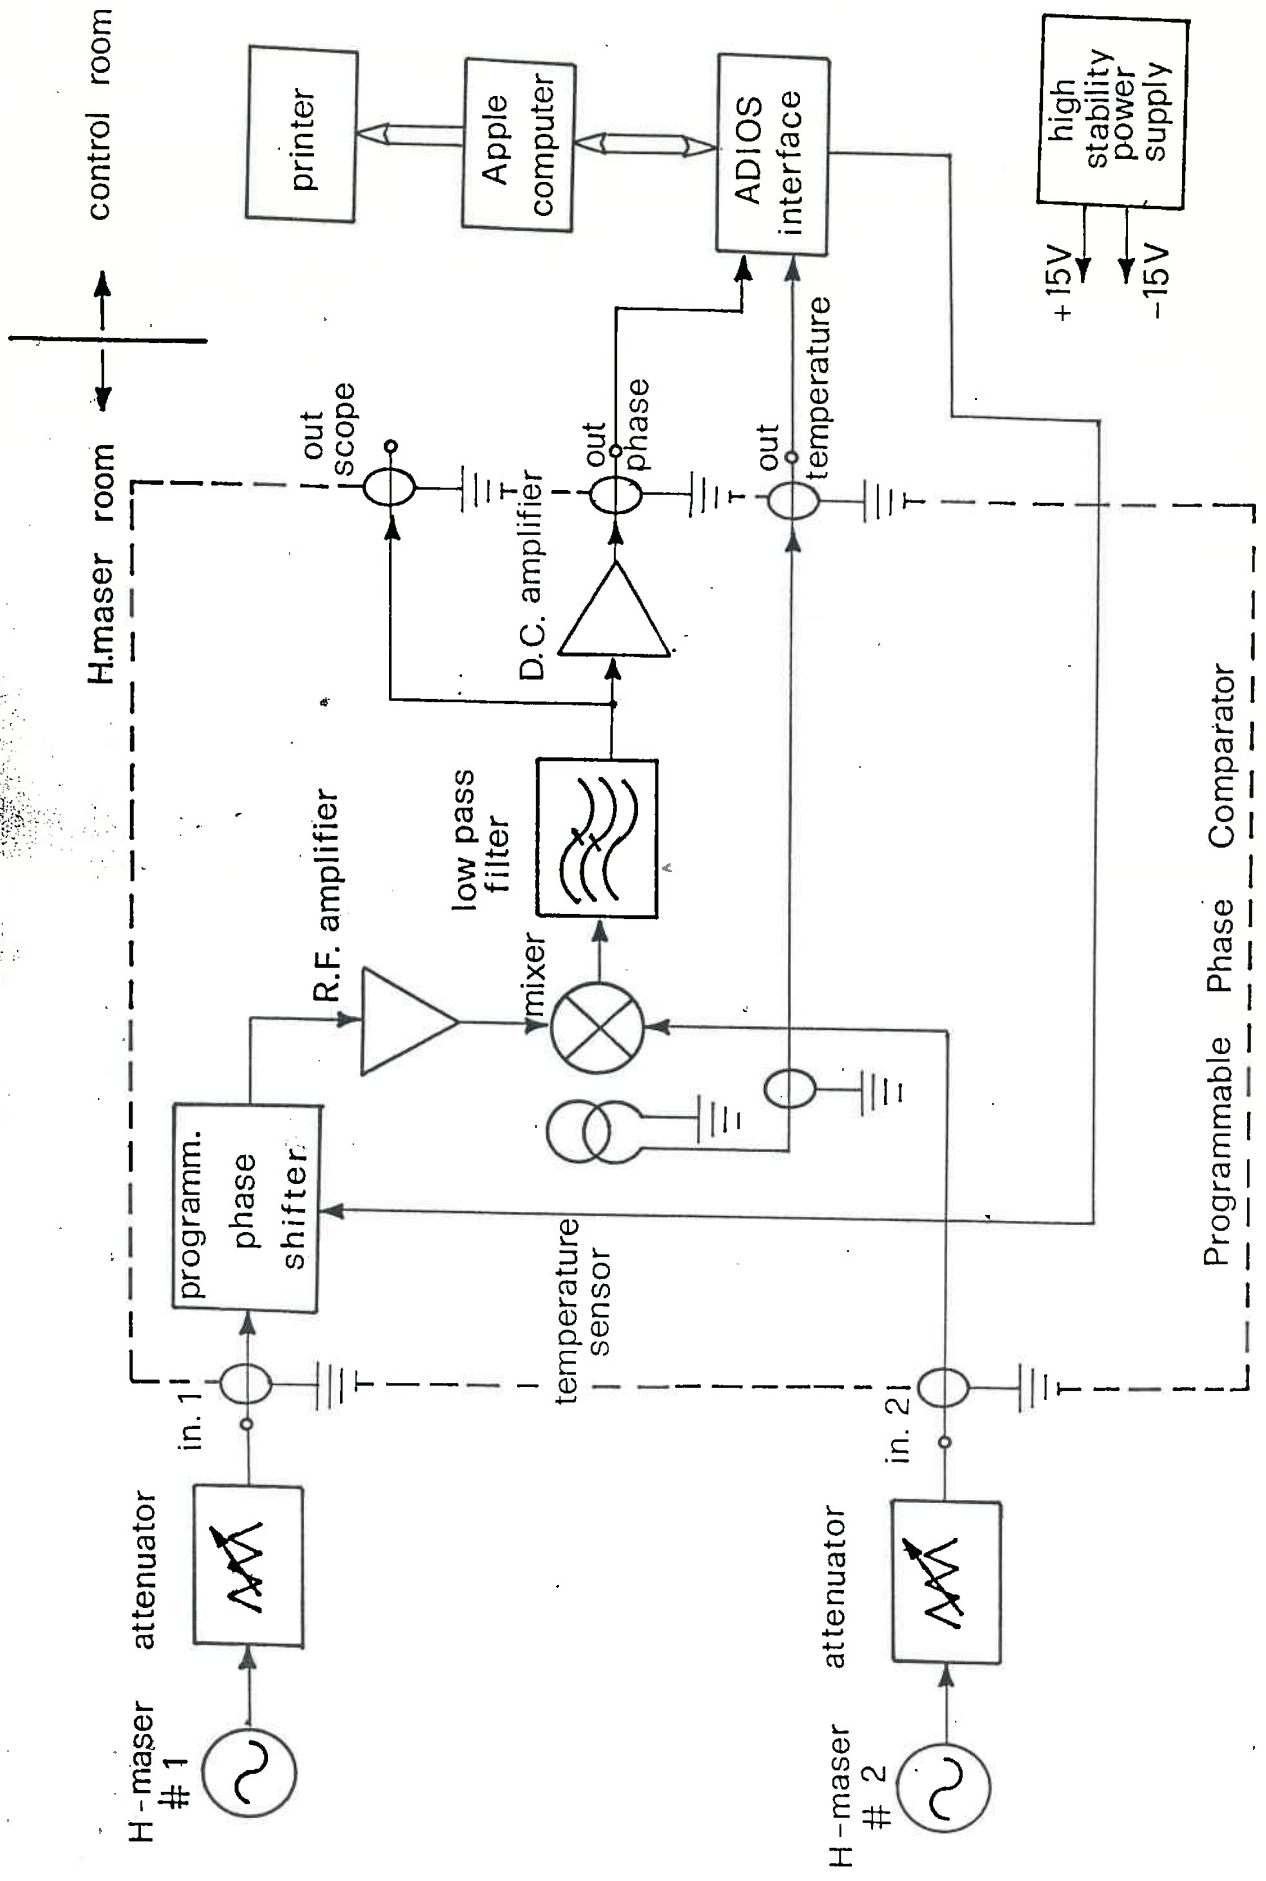 H.maser room
control room
H-maser
# 1
attenuator
in. 1
programm.
phase
shifter.
R.F. amplifier
mixer
low pass
filter
D.C. amplifier
out
scope
out
phase
out
temperature
temperature
sensor
printer
Apple
computer
ADIOS
interface
high
stability
power
supply
+15V
-15V
H-maser
# 2
attenuator
in. 2
Programmable Phase Comparator